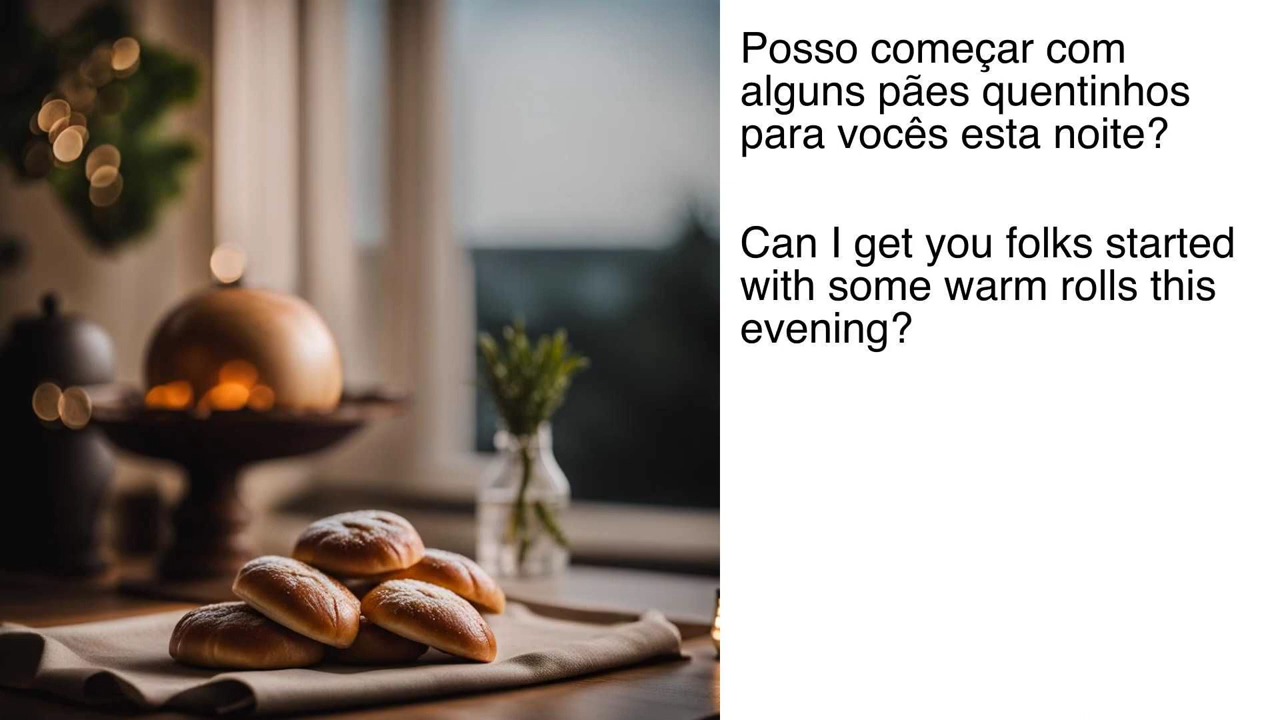 Posso começar com
alguns pães quentinhos
para vocês esta noite?
Can I get you folks started
with some warm rolls this
evening?